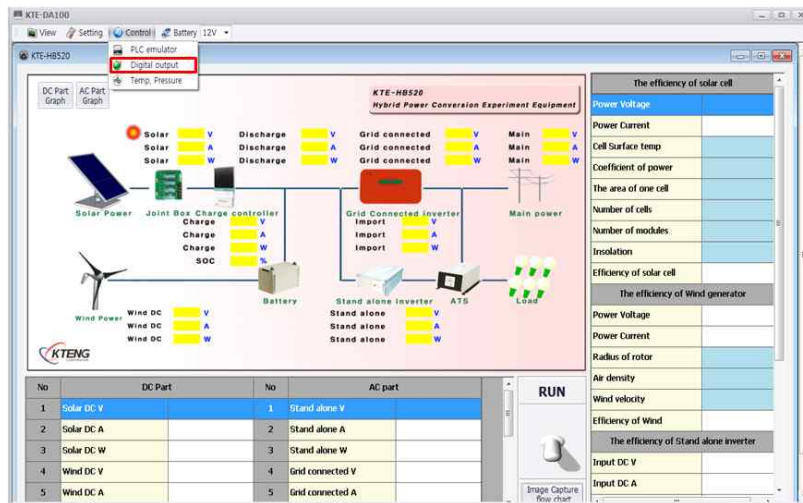 KTE-DA100
View Setting Control Battery 12V
PLC emulator
Digital output
Temp, Pressure
KTE-HB520
DC Part Graph
AC Part Graph
KTE-HB520
Hybrid Power Conversion Experiment Equipment
Solar V Discharge V Grid connected V Main V
Solar A Discharge A Grid connected A Main A
Solar W Discharge W Grid connected W Main W
Solar Power Joint Box Charge controller Grid Connected inverter Main power
Charge V Import V
Charge A Import A
Charge W Import W
SOC %
Battery Stand alone inverter ATS Load
Wind Power
Wind DC V Stand alone V
Wind DC A Stand alone A
Wind DC W Stand alone W
KTENG
No DC Part No AC part
1 Solar DC V 1 Stand alone V
2 Solar DC A 2 Stand alone A
3 Solar DC W 3 Stand alone W
4 Wind DC V 4 Grid connected V
5 Wind DC A 5 Grid connected A
RUN
Image Capture
flow chart
The efficiency of solar cell
Power Voltage
Power Current
Cell Surface temp
Coefficient of power
The area of one cell
Number of cells
Number of modules
Insolation
Efficiency of solar cell
The efficiency of Wind generator
Power Voltage
Power Current
Radius of rotor
Air density
Wind velocity
Efficiency of Wind
The efficiency of Stand alone inverter
Input DC V
Input DC A